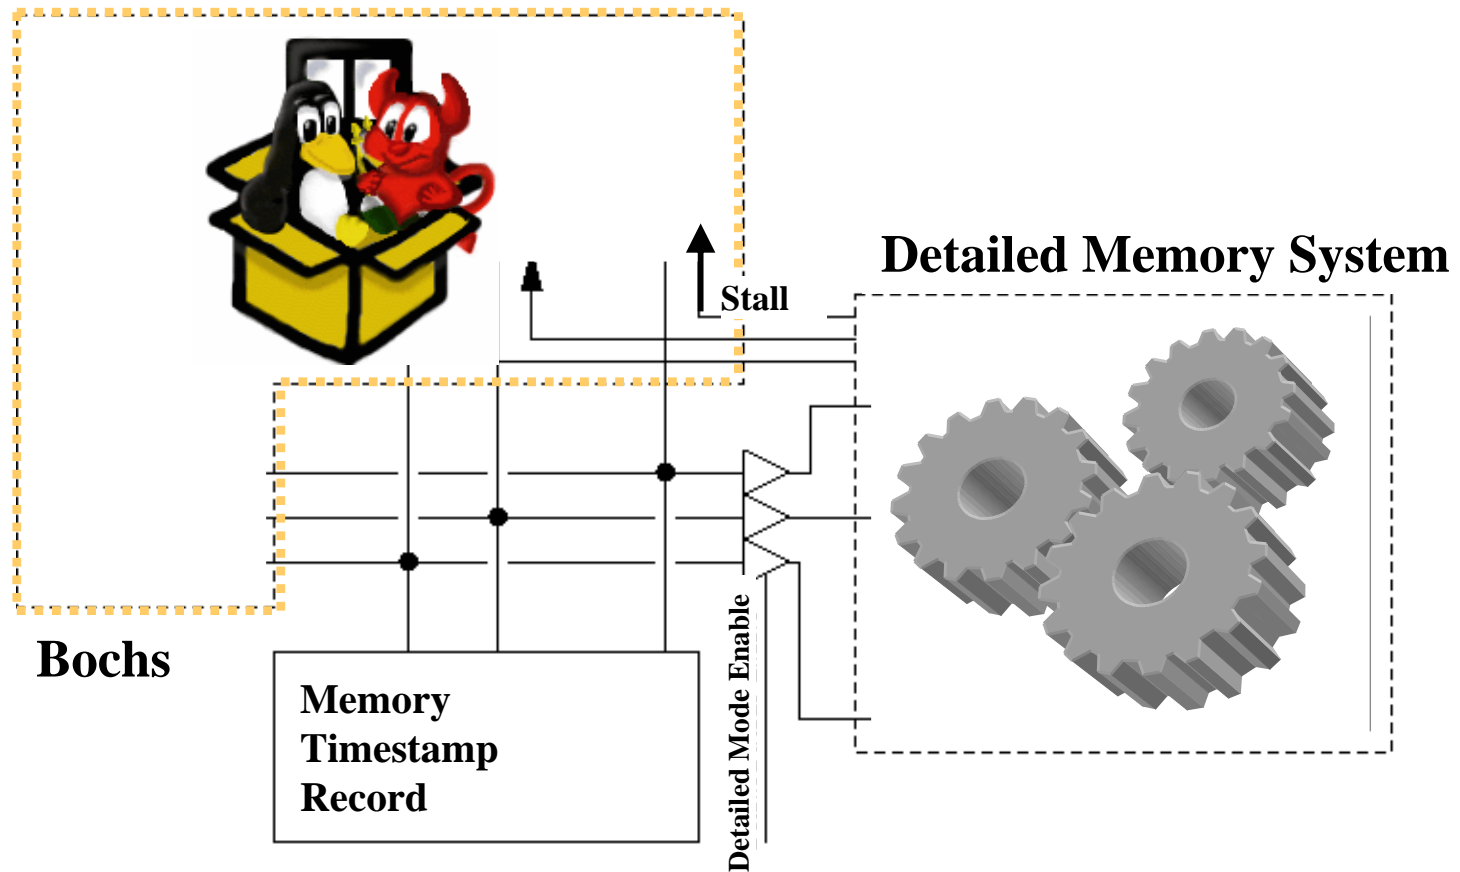 Detailed Memory System
Stall
Bochs
Memory
Timestamp
Record
Detailed Mode Enable